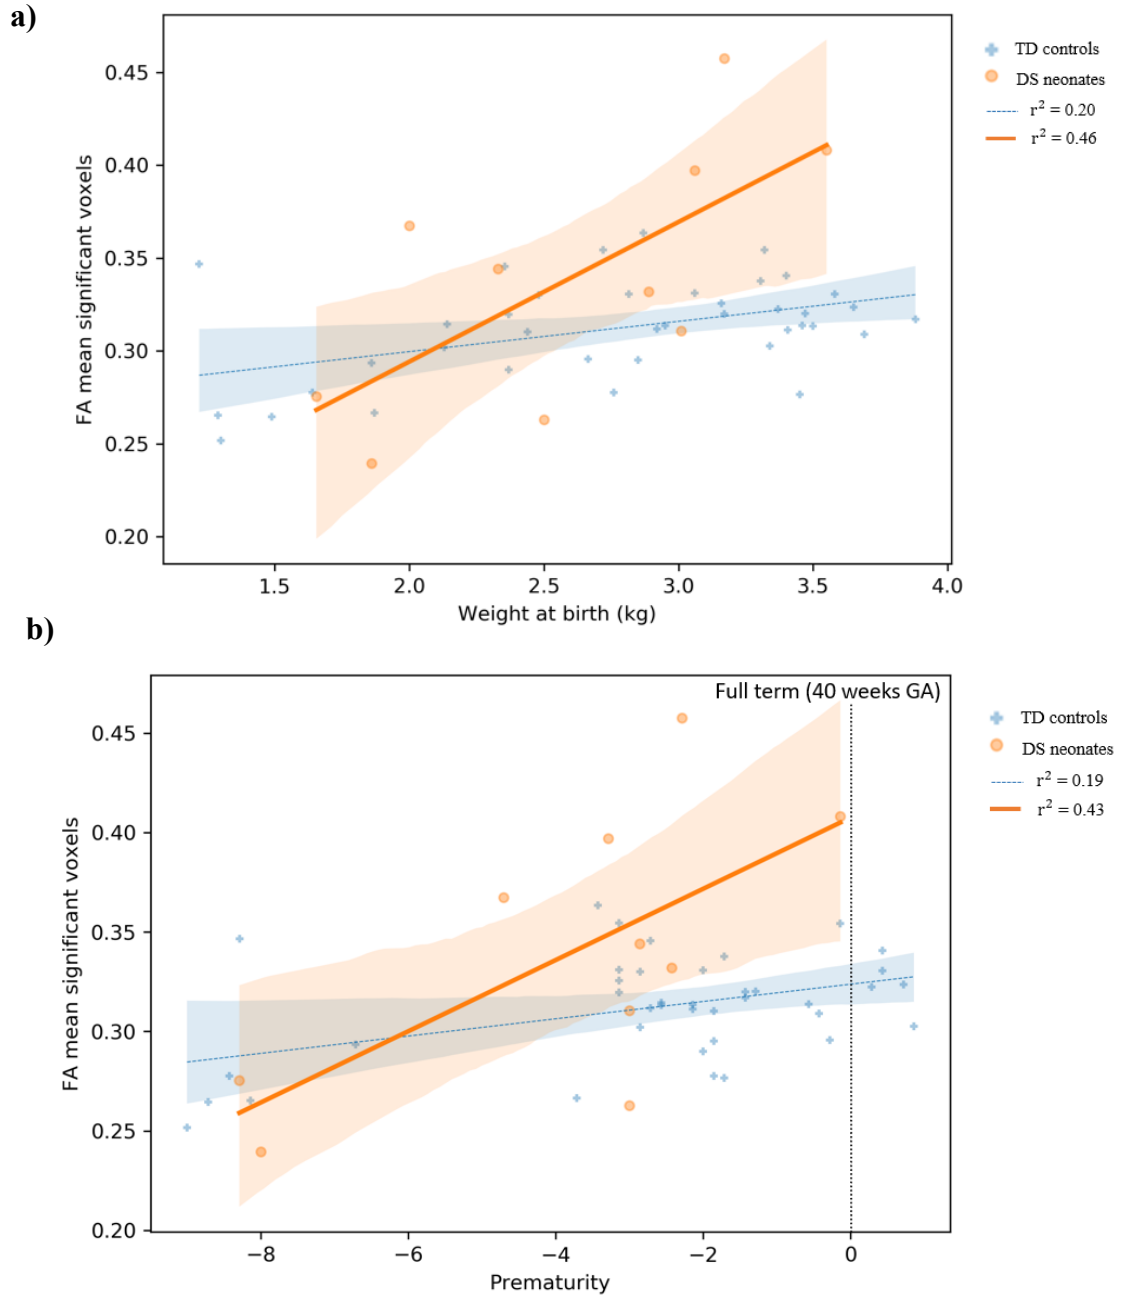 a)
TD controls
DS neonates
r² = 0.20
r² = 0.46
FA mean significant voxels
0.45
0.40
0.35
0.30
0.25
0.20
1.5 2.0 2.5 3.0 3.5 4.0
Weight at birth (kg)
b)
Full term (40 weeks GA)
TD controls
DS neonates
r² = 0.19
r² = 0.43
FA mean significant voxels
0.45
0.40
0.35
0.30
0.25
0.20
−8 −6 −4 −2 0
Prematurity